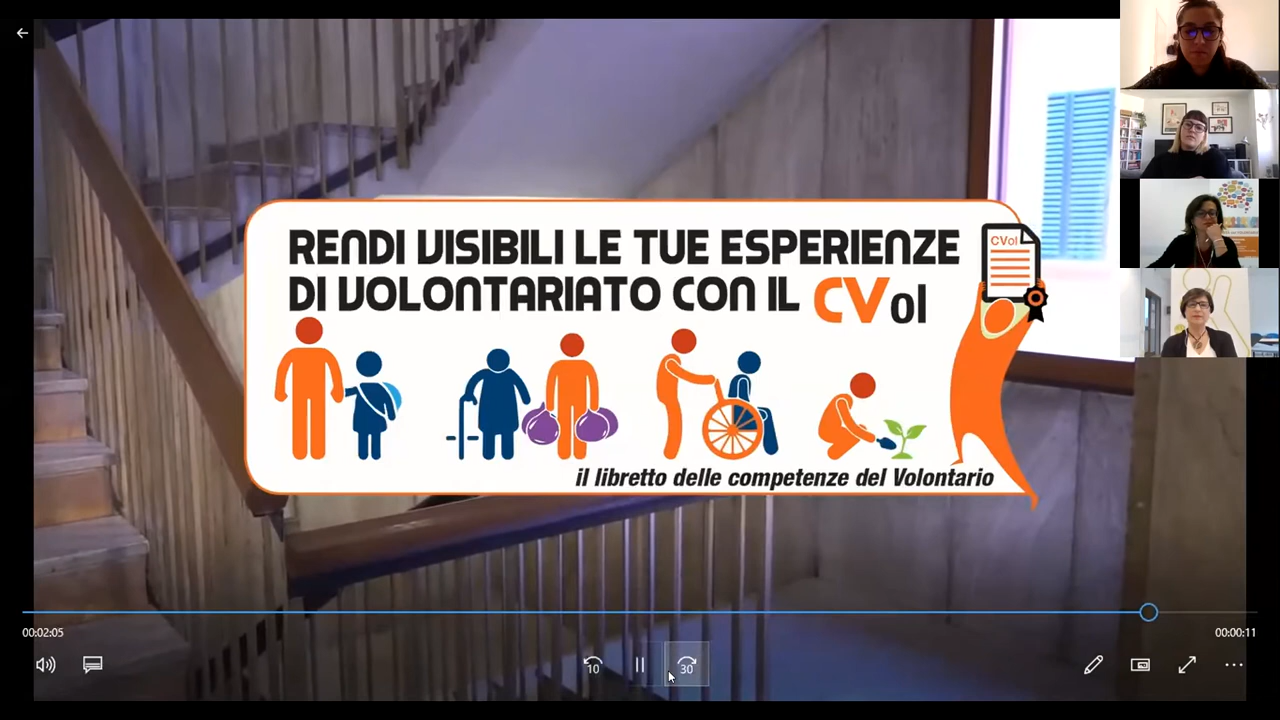 RENDI VISIBILI LE TUE ESPERIENZE
DI VOLONTARIATO CON IL CVol
CVol
il libretto delle competenze del Volontario
00:02:05
00:00:11
10
30